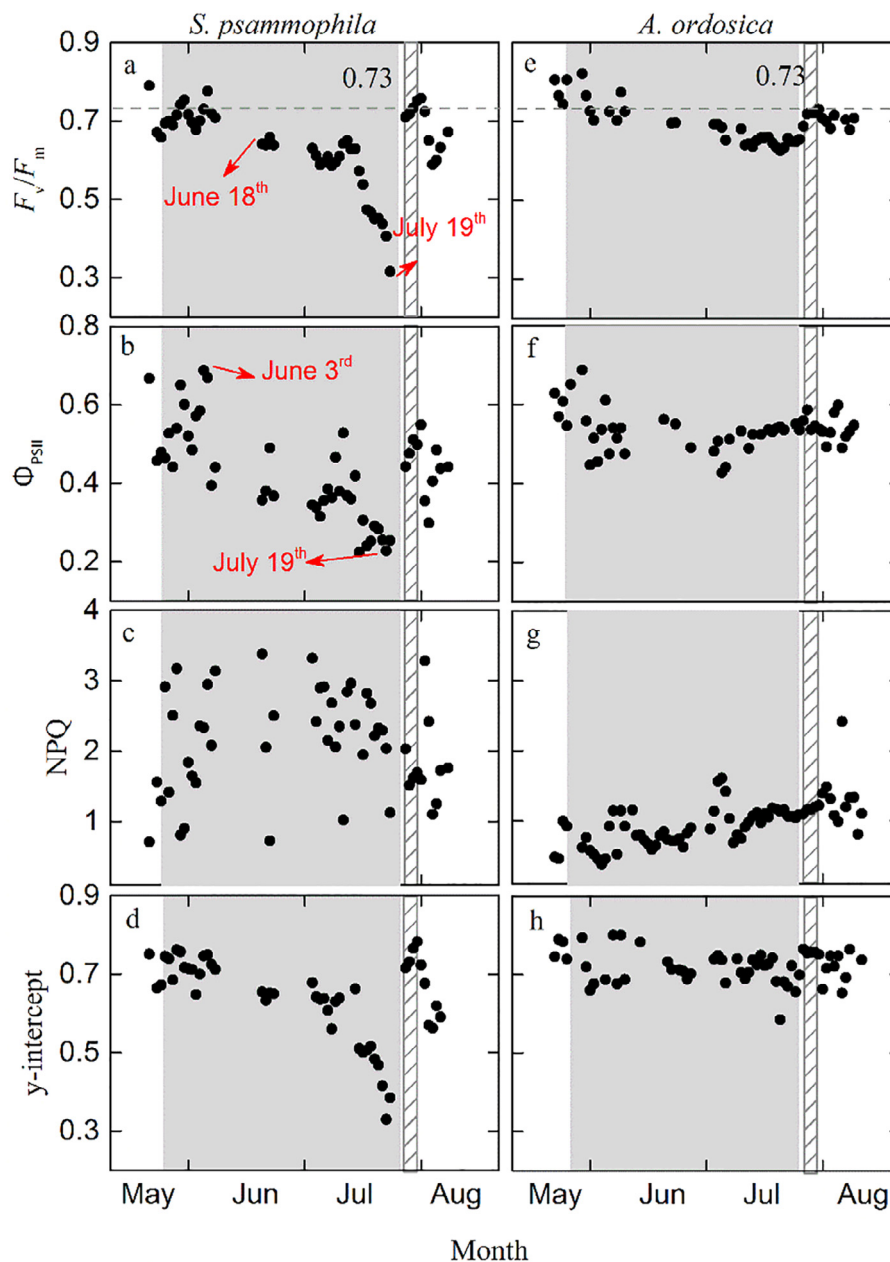 S. psammophila
A. ordosica
0.9
0.7
0.5
0.3
Fv/Fm
a
0.73
June 18th
July 19th
e
0.73
0.8
0.6
0.4
0.2
ΦPSII
b
June 3rd
July 19th
f
4
3
2
1
NPQ
c
g
0.9
0.7
0.5
0.3
y-intercept
d
h
May Jun Jul Aug May Jun Jul Aug
Month